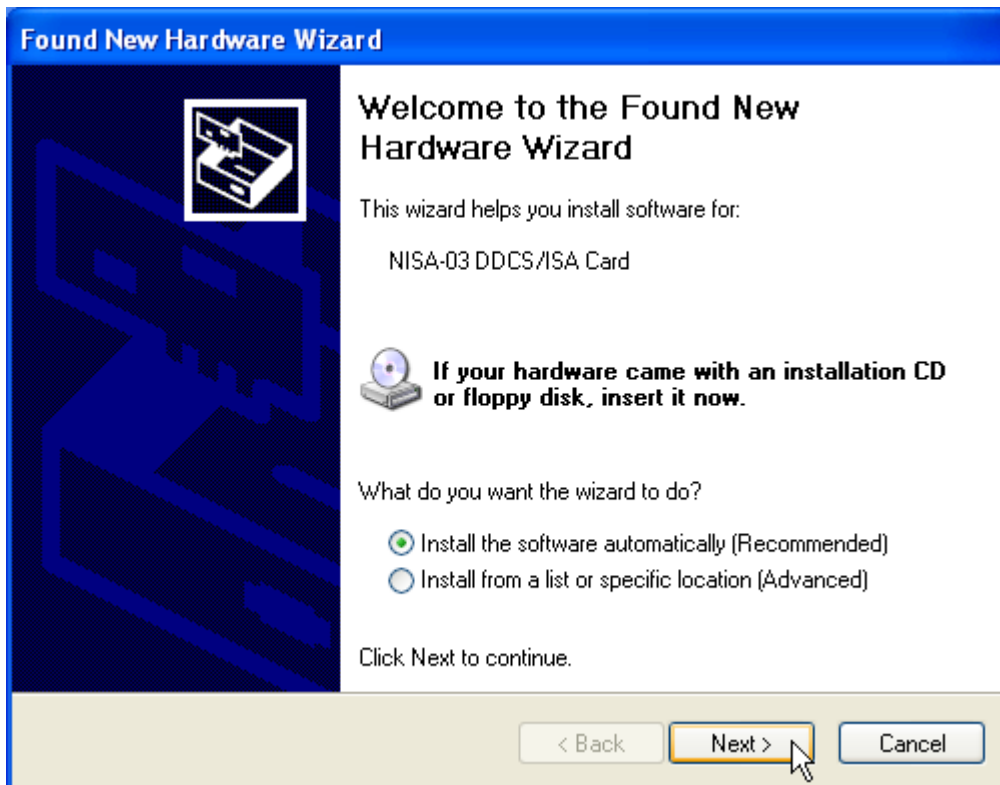 Found New Hardware Wizard
Welcome to the Found New
Hardware Wizard
This wizard helps you install software for:
NISA-03 DDCS/ISA Card
If your hardware came with an installation CD
or floppy disk, insert it now.
What do you want the wizard to do?
Install the software automatically (Recommended)
Install from a list or specific location (Advanced)
Click Next to continue.
< Back Next > Cancel